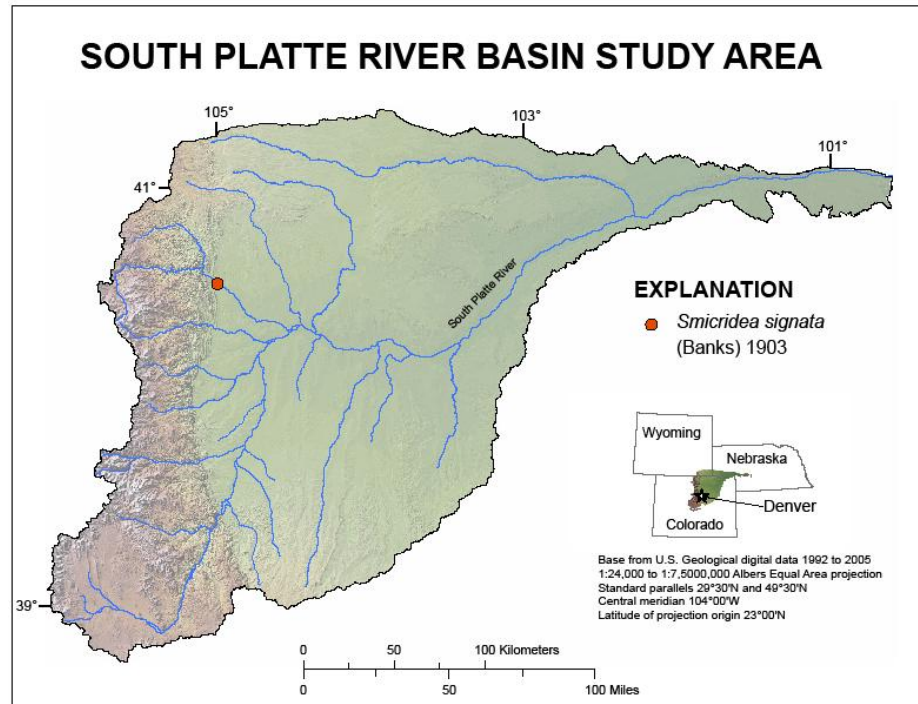 SOUTH PLATTE RIVER BASIN STUDY AREA
105°
103°
101°
41°
South Platte River
EXPLANATION
Smicridea signata
(Banks) 1903
Wyoming
Nebraska
Denver
Colorado
Base from U.S. Geological digital data 1992 to 2005
1:24,000 to 1:7,5000,000 Albers Equal Area projection
Standard parallels 29°30'N and 49°30'N
Central meridian 104°00'W
Latitude of projection origin 23°00'N
39°
0 50 100 Kilometers
0 50 100 Miles